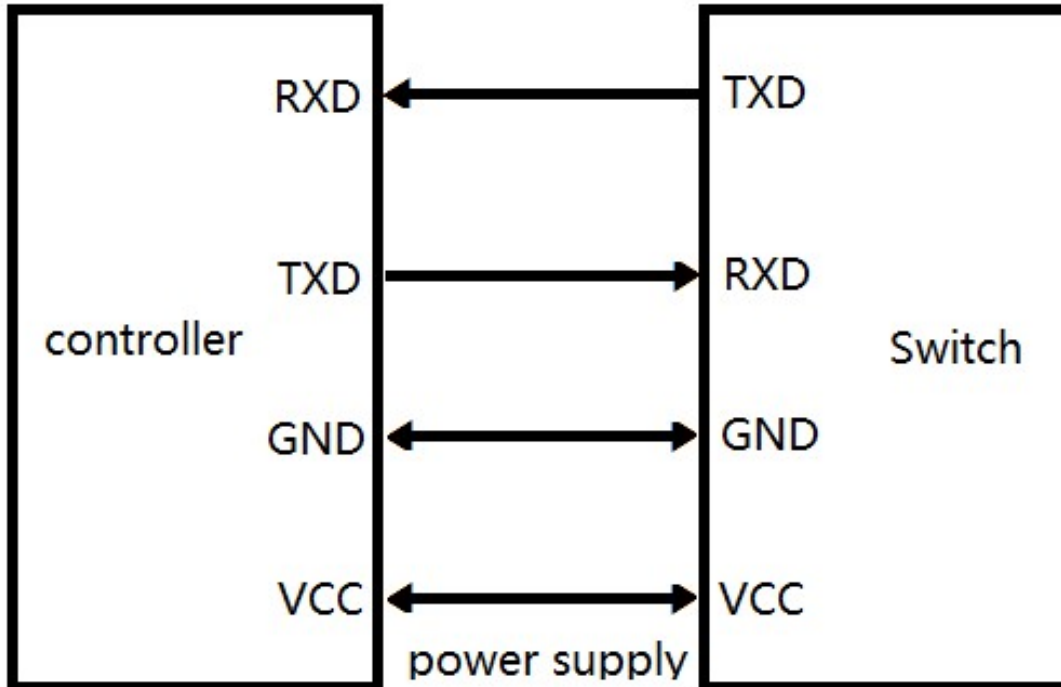 RXD TXD
TXD RXD
controller Switch
GND GND
VCC VCC
power supply